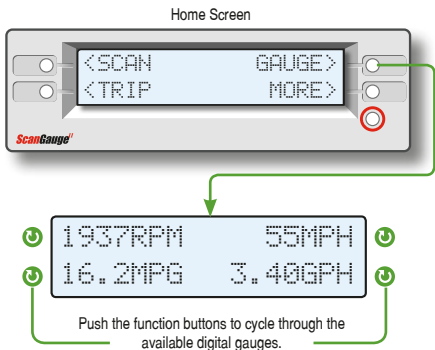 Home Screen
<SCAN GAUGE>
<TRIP MORE>
ScanGauge II
1937RPM 55MPH
16.2MPG 3.40GPH
Push the function buttons to cycle through the
available digital gauges.